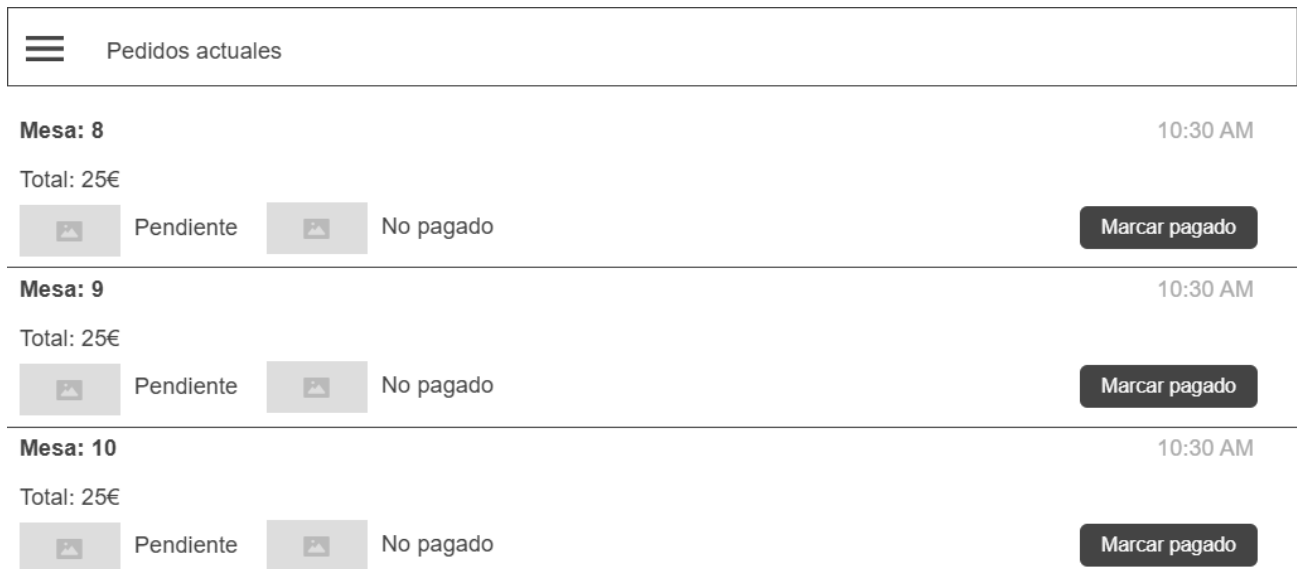 Pedidos actuales
Mesa: 8
10:30 AM
Total: 25€
Pendiente
No pagado
Marcar pagado
Mesa: 9
10:30 AM
Total: 25€
Pendiente
No pagado
Marcar pagado
Mesa: 10
10:30 AM
Total: 25€
Pendiente
No pagado
Marcar pagado